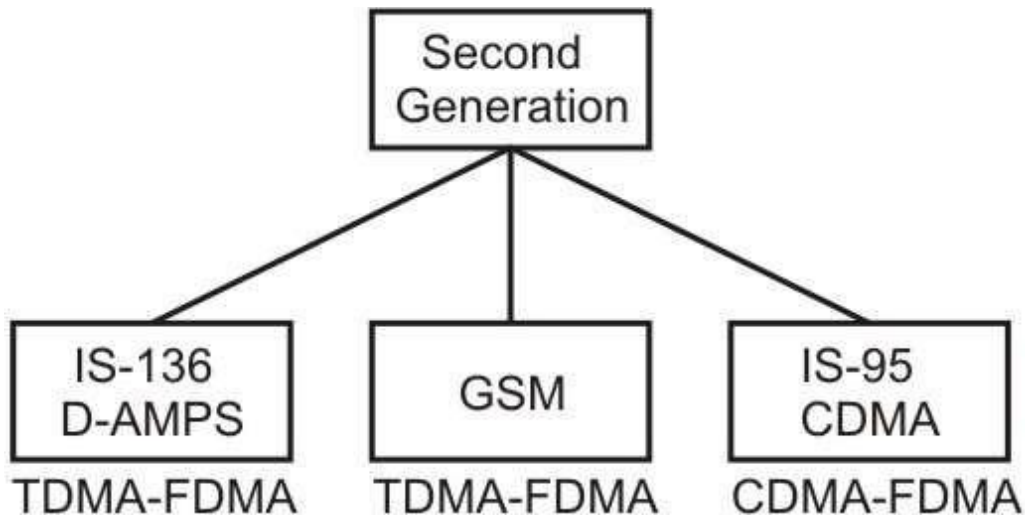 Second
Generation
IS-136
D-AMPS
GSM
IS-95
CDMA
TDMA-FDMA
TDMA-FDMA
CDMA-FDMA